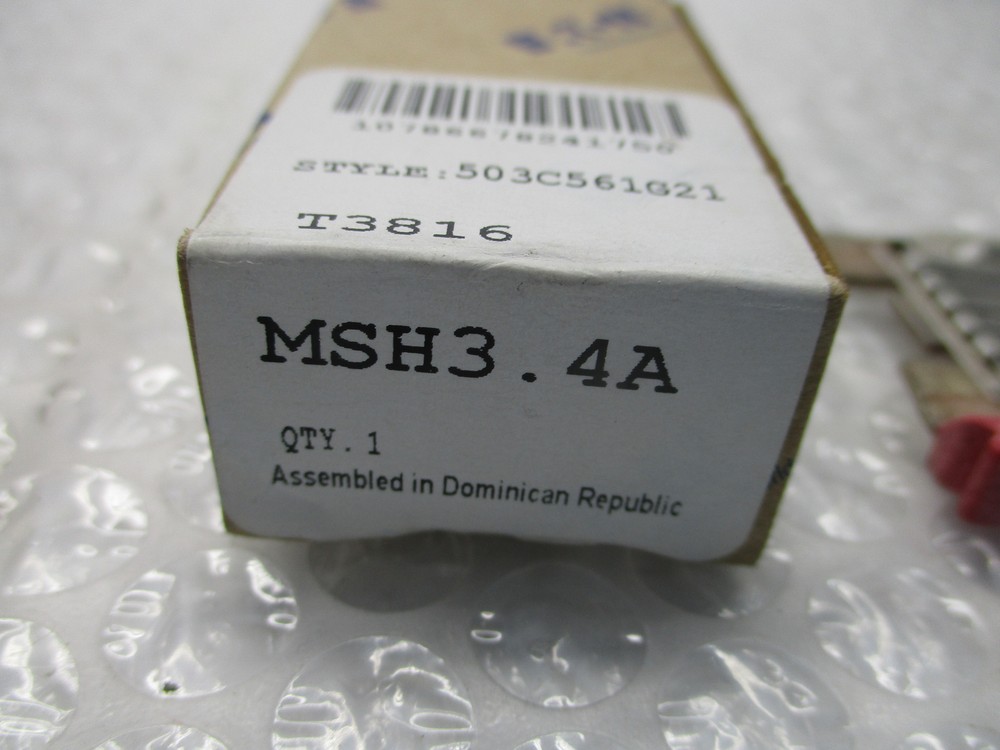 STYLE:503C561G21
T3816
MSH3.4A
QTY.1
Assembled in Dominican Republic